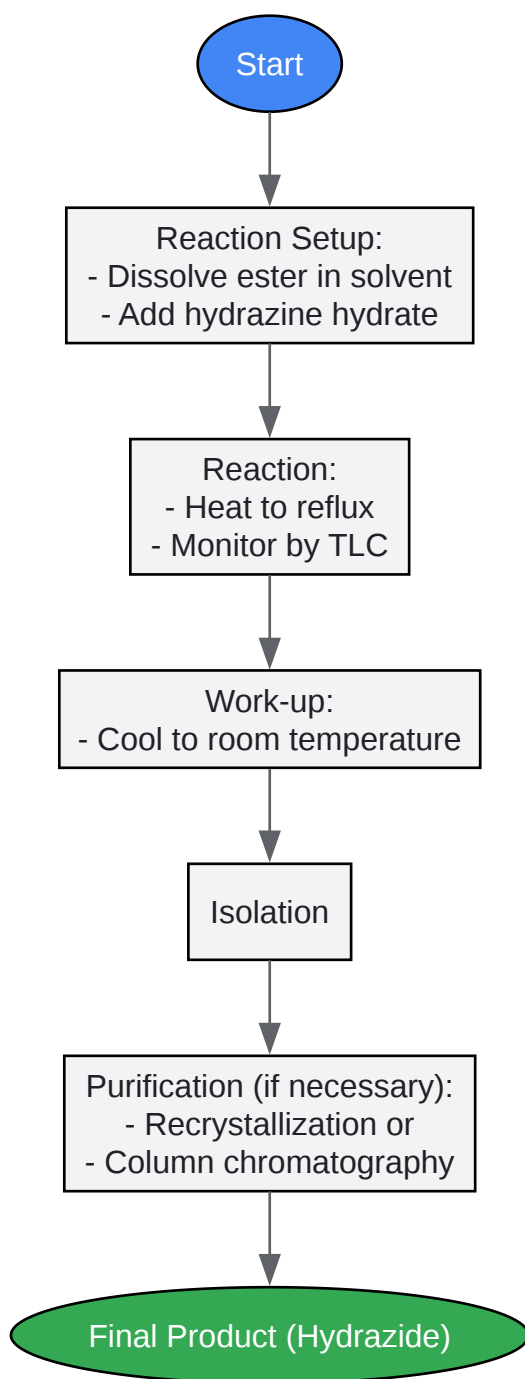 Start
Reaction Setup:
- Dissolve ester in solvent
- Add hydrazine hydrate
Reaction:
- Heat to reflux
- Monitor by TLC
Work-up:
- Cool to room temperature
Isolation
Purification (if necessary):
- Recrystallization or
- Column chromatography
Final Product (Hydrazide)